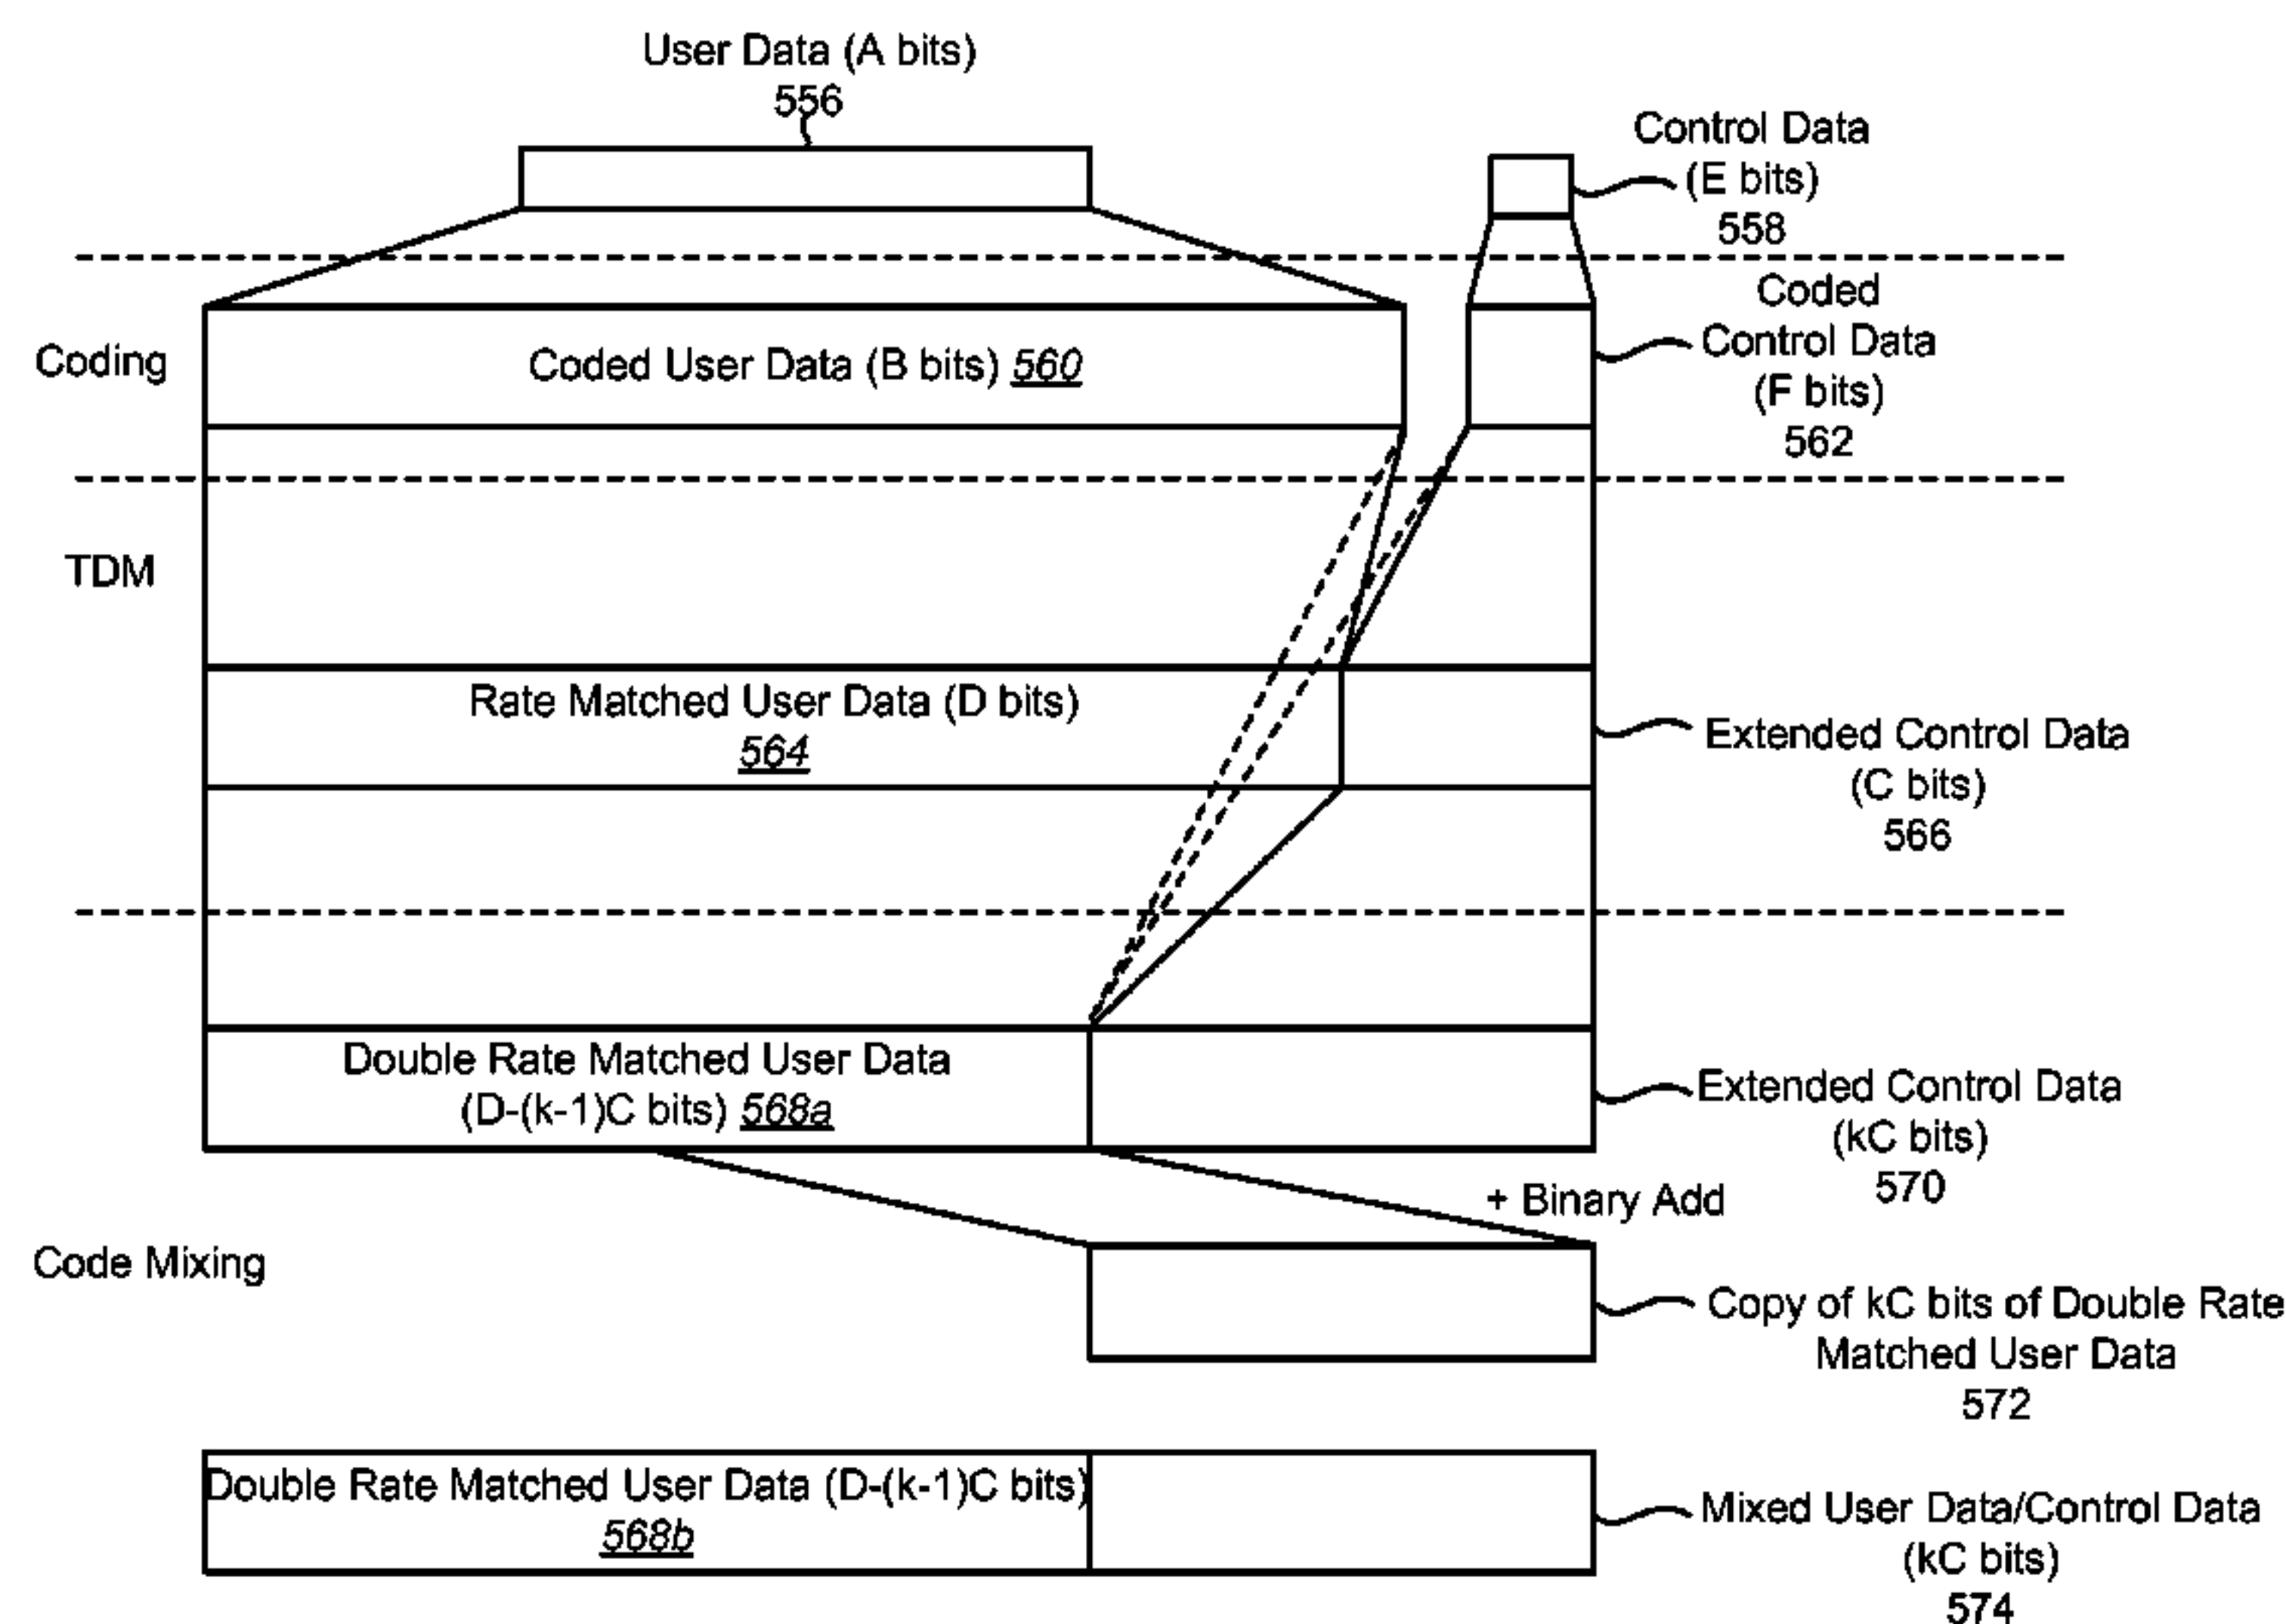 User Data (A bits)
556
Control Data
(E bits)
558
Coded
Control Data
(F bits)
562
Coding
Coded User Data (B bits) 560
TDM
Rate Matched User Data (D bits)
564
Extended Control Data
(C bits)
566
Double Rate Matched User Data
(D-(k-1)C bits) 568a
Extended Control Data
(kC bits)
570
+ Binary Add
Code Mixing
Copy of kC bits of Double Rate
Matched User Data
572
Double Rate Matched User Data (D-(k-1)C bits)
568b
Mixed User Data/Control Data
(kC bits)
574